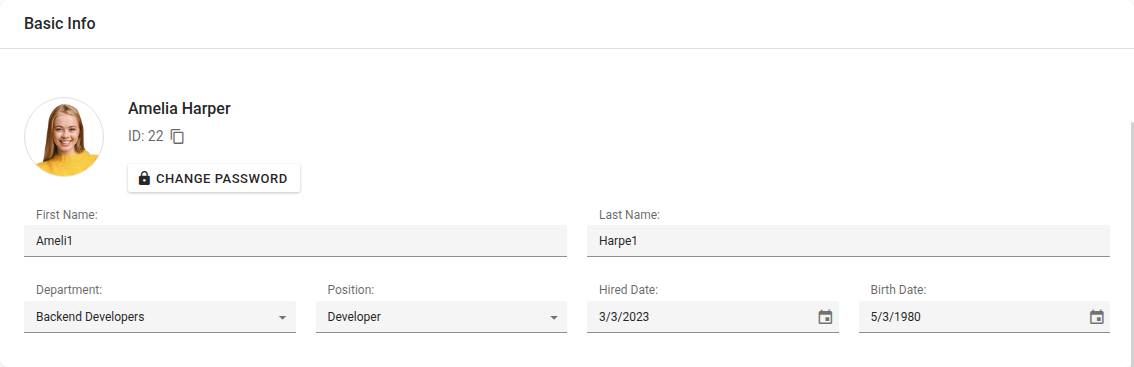 Basic Info
Amelia Harper
ID: 22
CHANGE PASSWORD
First Name:
Ameli1
Last Name:
Harpe1
Department:
Backend Developers
Position:
Developer
Hired Date:
3/3/2023
Birth Date:
5/3/1980